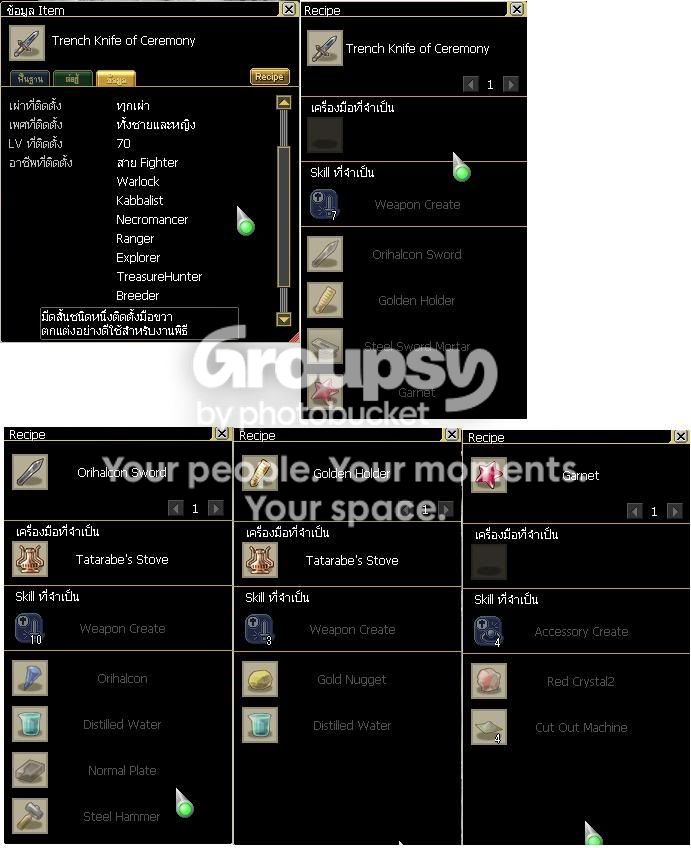 ข้อมูล Item
Trench Knife of Ceremony
พื้นฐาน
ต่อสู้
ข้อมูล
Recipe
เผ่าที่ติดตั้ง ทุกเผ่า
เพศที่ติดตั้ง ทั้งชายและหญิง
LV ที่ติดตั้ง 70
อาชีพที่ติดตั้ง สาย Fighter
Warlock
Kabbalist
Necromancer
Ranger
Explorer
TreasureHunter
Breeder
มีดสั้นชนิดหนึ่งติดตั้งมือขวา
ตกแต่งอย่างดีใช้สำหรับงานพิธี
Recipe
Trench Knife of Ceremony
1
เครื่องมือที่จำเป็น
Skill ที่จำเป็น
7
Weapon Create
Orihalcon Sword
Golden Holder
Steel Sword Mortar
Garnet
Groupsy
by photobucket
Your people. Your moments.
Your space.
Recipe
Orihalcon Sword
1
เครื่องมือที่จำเป็น
Tatarabe's Stove
Skill ที่จำเป็น
10
Weapon Create
Orihalcon
Distilled Water
Normal Plate
Steel Hammer
Recipe
Golden Holder
1
เครื่องมือที่จำเป็น
Tatarabe's Stove
Skill ที่จำเป็น
3
Weapon Create
Gold Nugget
Distilled Water
Recipe
Garnet
1
เครื่องมือที่จำเป็น
Skill ที่จำเป็น
4
Accessory Create
Red Crystal2
4
Cut Out Machine